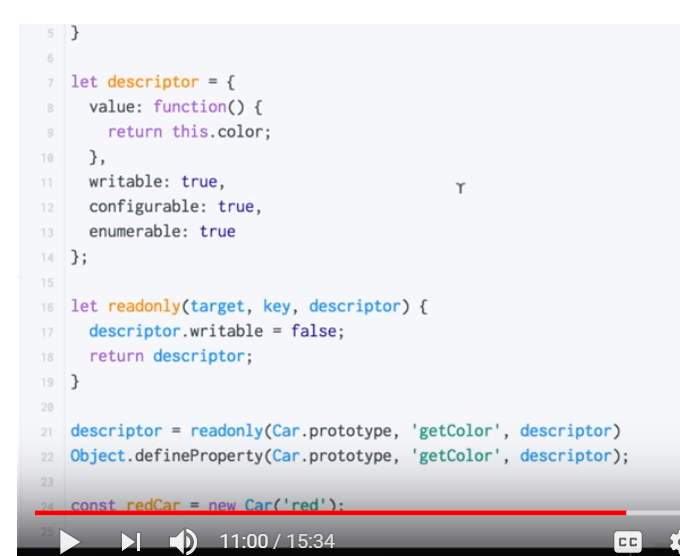 5 }
6
7 let descriptor = {
8 value: function() {
9 return this.color;
10 },
11 writable: true,
12 configurable: true,
13 enumerable: true
14 };
15
16 let readonly(target, key, descriptor) {
17 descriptor.writable = false;
18 return descriptor;
19 }
20
21 descriptor = readonly(Car.prototype, 'getColor', descriptor)
22 Object.defineProperty(Car.prototype, 'getColor', descriptor);
23
24 const redCar = new Car('red');
25
11:00 / 15:34 CC